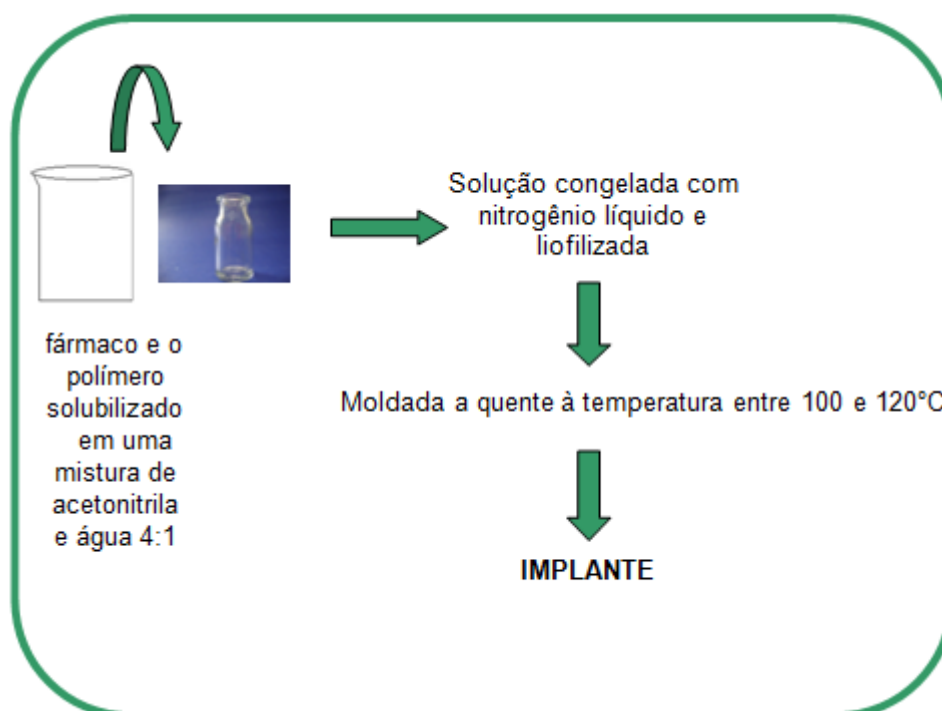 fármaco e o
polímero
solubilizado
em uma
mistura de
acetonitrila
e água 4:1
Solução congelada com
nitrogênio líquido e
liofilizada
Moldada a quente à temperatura entre 100 e 120°C
IMPLANTE